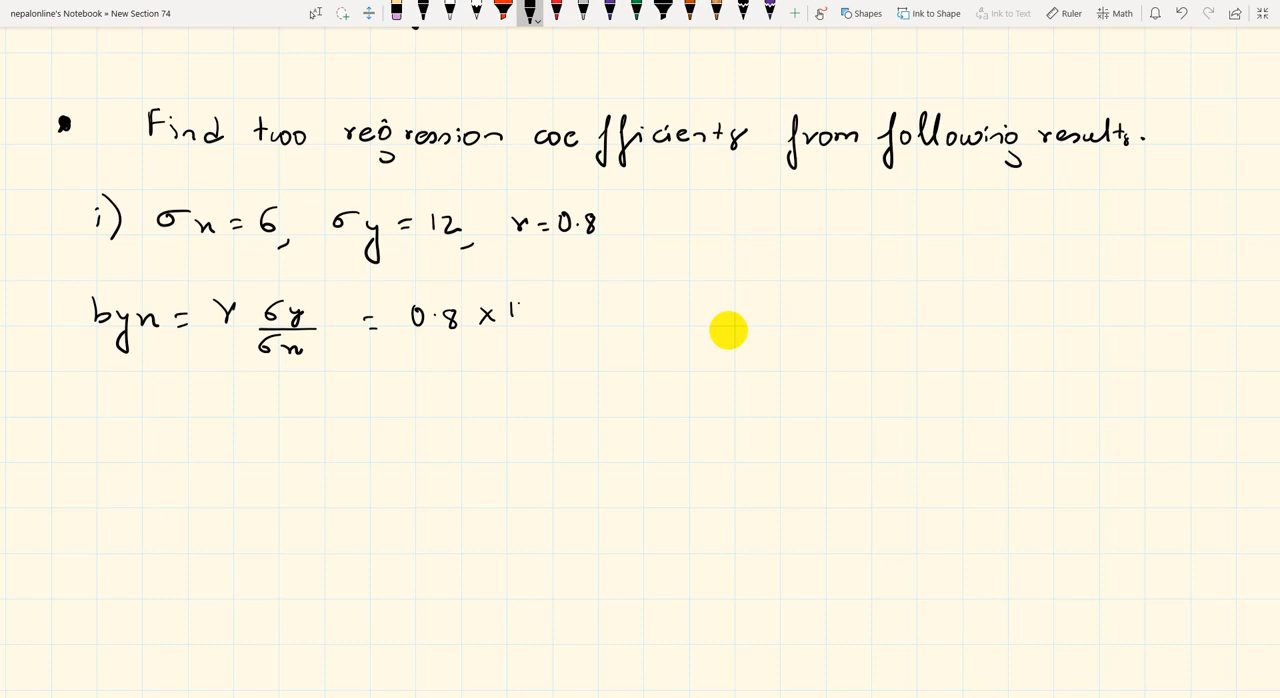 nepalonline's Notebook » New Section 74
Shapes Ink to Shape Ink to Text Ruler Math
Find two regression coefficients from following results.
i) σx = 6, σy = 12, r = 0.8
byx = r σy/σx = 0.8 × 1